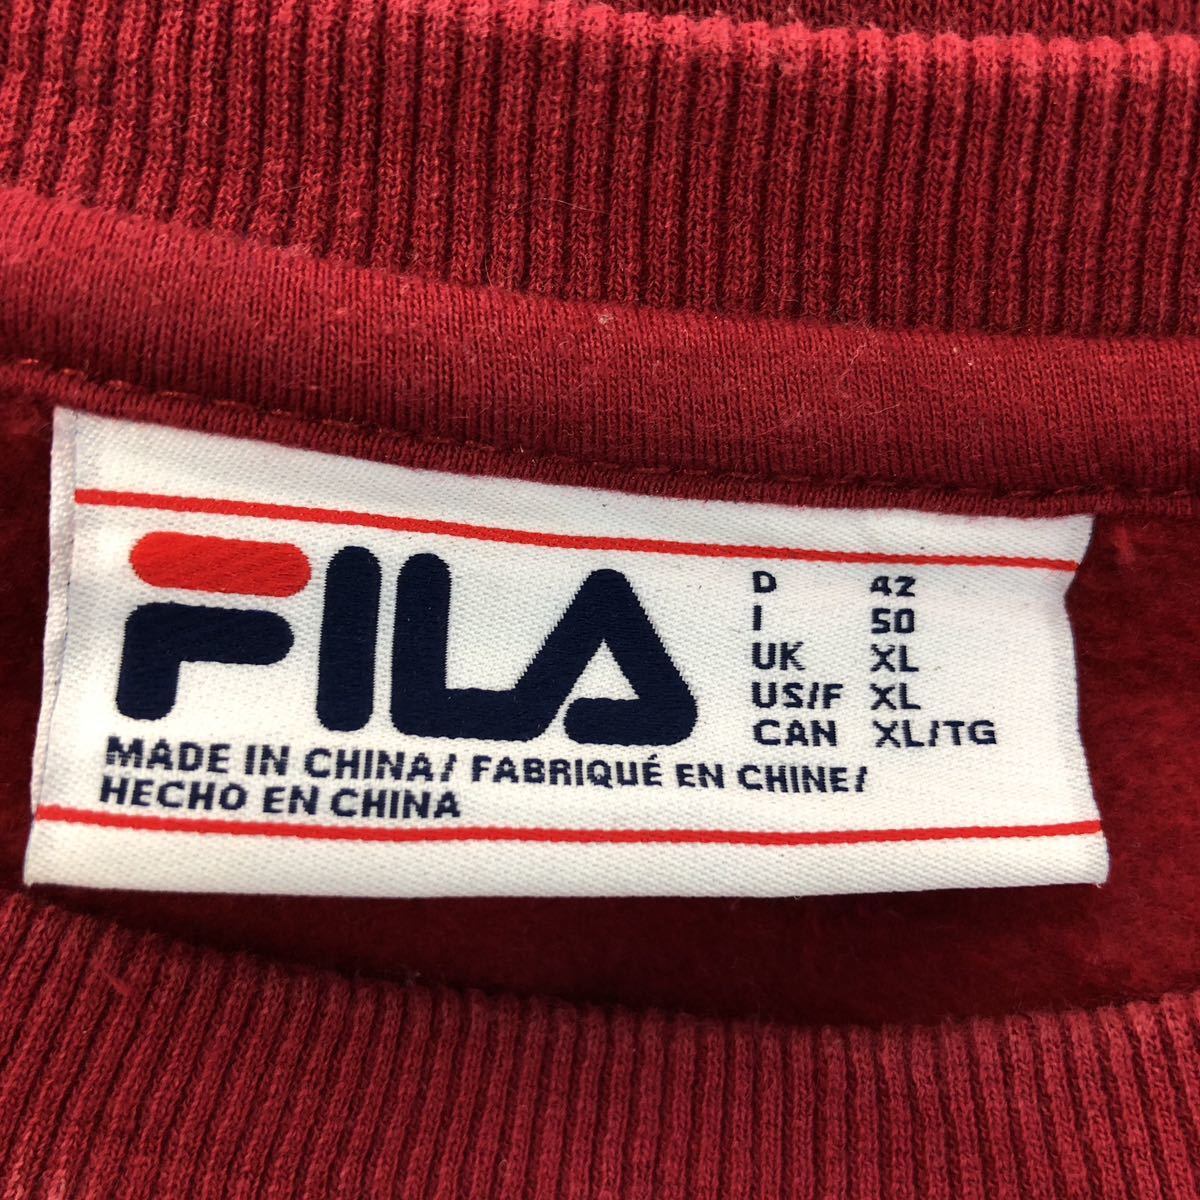 FILA
D 42
I 50
UK XL
US/F XL
CAN XL/TG
MADE IN CHINA/ FABRIQUÉ EN CHINE/
HECHO EN CHINA